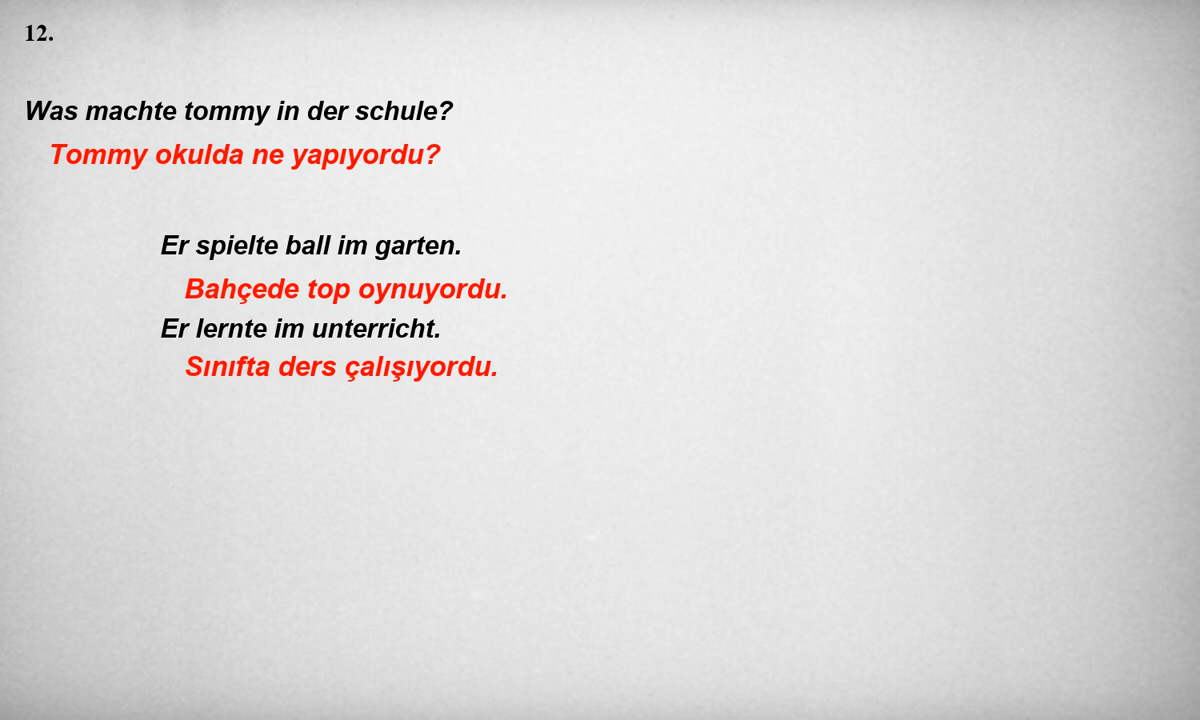 12.
Was machte tommy in der schule?
Tommy okulda ne yapıyordu?
Er spielte ball im garten.
Bahçede top oynuyordu.
Er lernte im unterricht.
Sınıfta ders çalışıyordu.